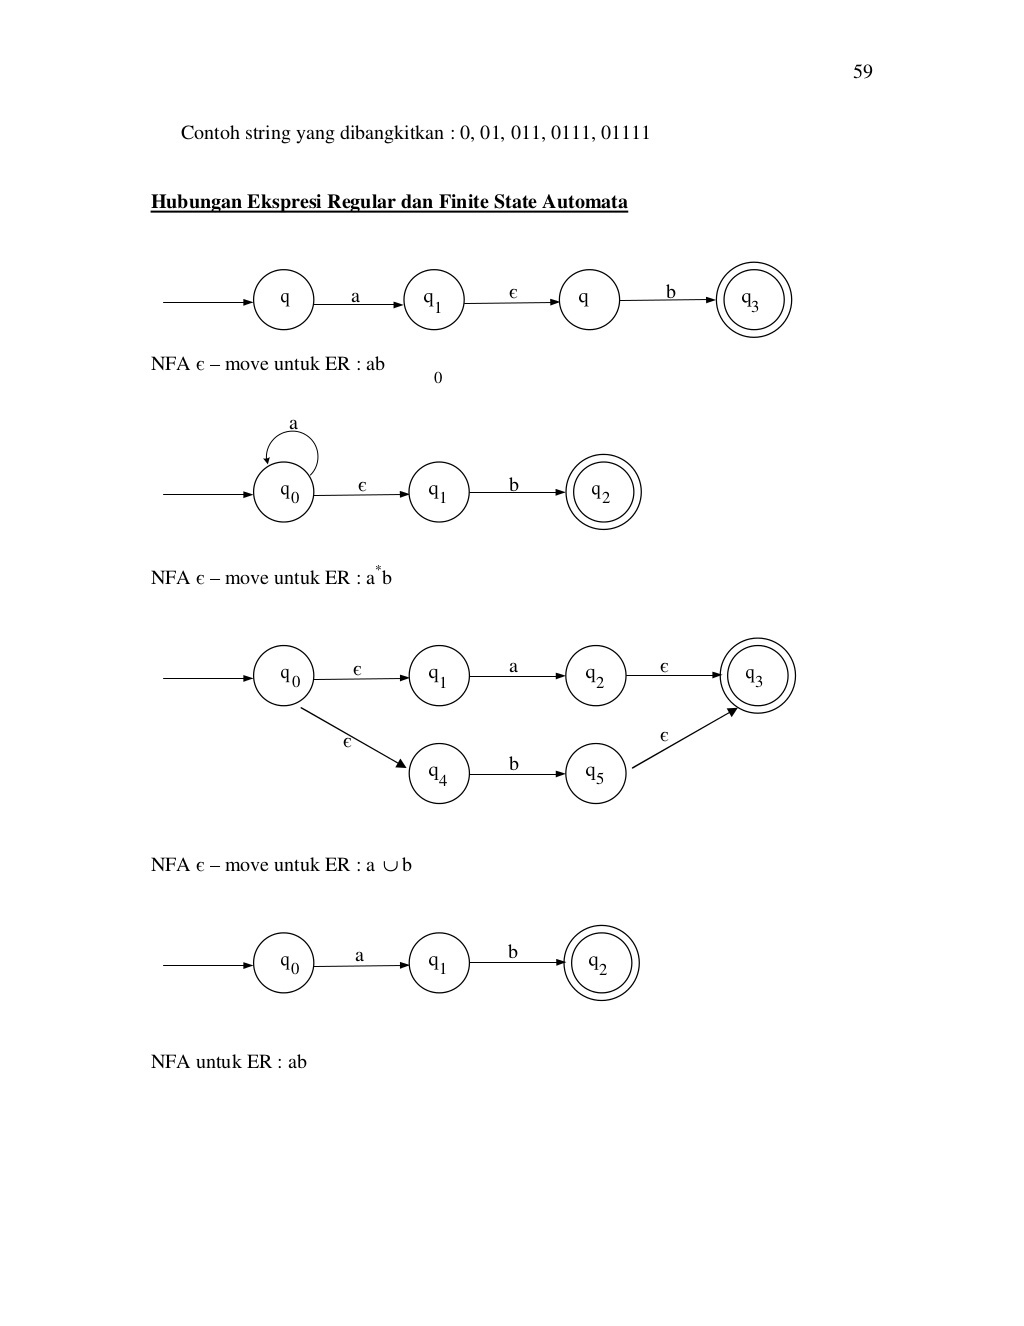 59
Contoh string yang dibangkitkan : 0, 01, 011, 0111, 01111
Hubungan Ekspresi Regular dan Finite State Automata
q a q1 ϵ q b q3
NFA є – move untuk ER : ab
0
a
q0 ϵ q1 b q2
NFA є – move untuk ER : a*b
q0 ϵ q1 a q2 ϵ q3
ϵ ϵ
q4 b q5
NFA є – move untuk ER : a ∪ b
q0 a q1 b q2
NFA untuk ER : ab